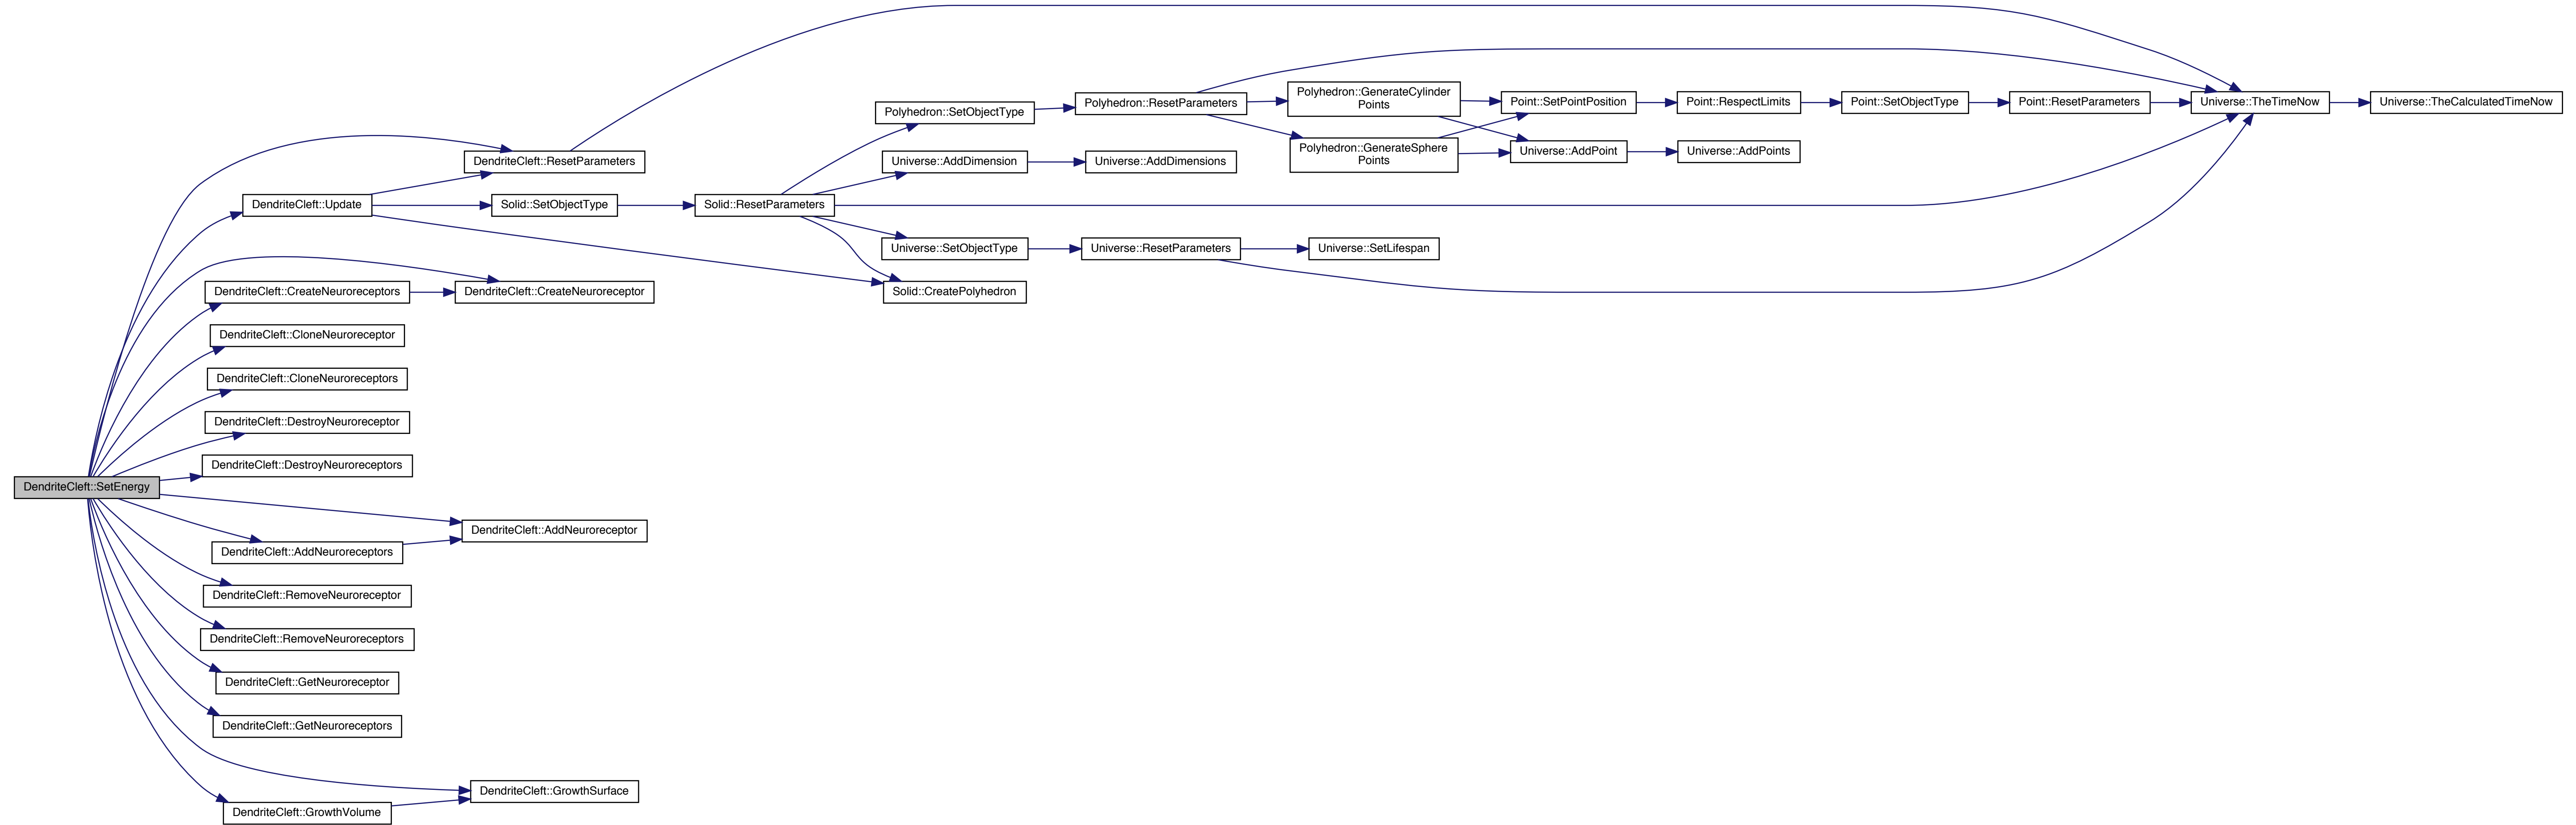 DendriteCleft::SetEnergy
DendriteCleft::ResetParameters
DendriteCleft::Update
DendriteCleft::CreateNeuroreceptors
DendriteCleft::CreateNeuroreceptor
DendriteCleft::CloneNeuroreceptor
DendriteCleft::CloneNeuroreceptors
DendriteCleft::DestroyNeuroreceptor
DendriteCleft::DestroyNeuroreceptors
DendriteCleft::AddNeuroreceptor
DendriteCleft::AddNeuroreceptors
DendriteCleft::RemoveNeuroreceptor
DendriteCleft::RemoveNeuroreceptors
DendriteCleft::GetNeuroreceptor
DendriteCleft::GetNeuroreceptors
DendriteCleft::GrowthSurface
DendriteCleft::GrowthVolume
Solid::SetObjectType
Solid::ResetParameters
Polyhedron::SetObjectType
Universe::AddDimension
Universe::SetObjectType
Solid::CreatePolyhedron
Polyhedron::ResetParameters
Universe::AddDimensions
Universe::ResetParameters
Polyhedron::GenerateCylinder
Points
Polyhedron::GenerateSphere
Points
Universe::SetLifespan
Point::SetPointPosition
Universe::AddPoint
Point::RespectLimits
Universe::AddPoints
Point::SetObjectType
Point::ResetParameters
Universe::TheTimeNow
Universe::TheCalculatedTimeNow